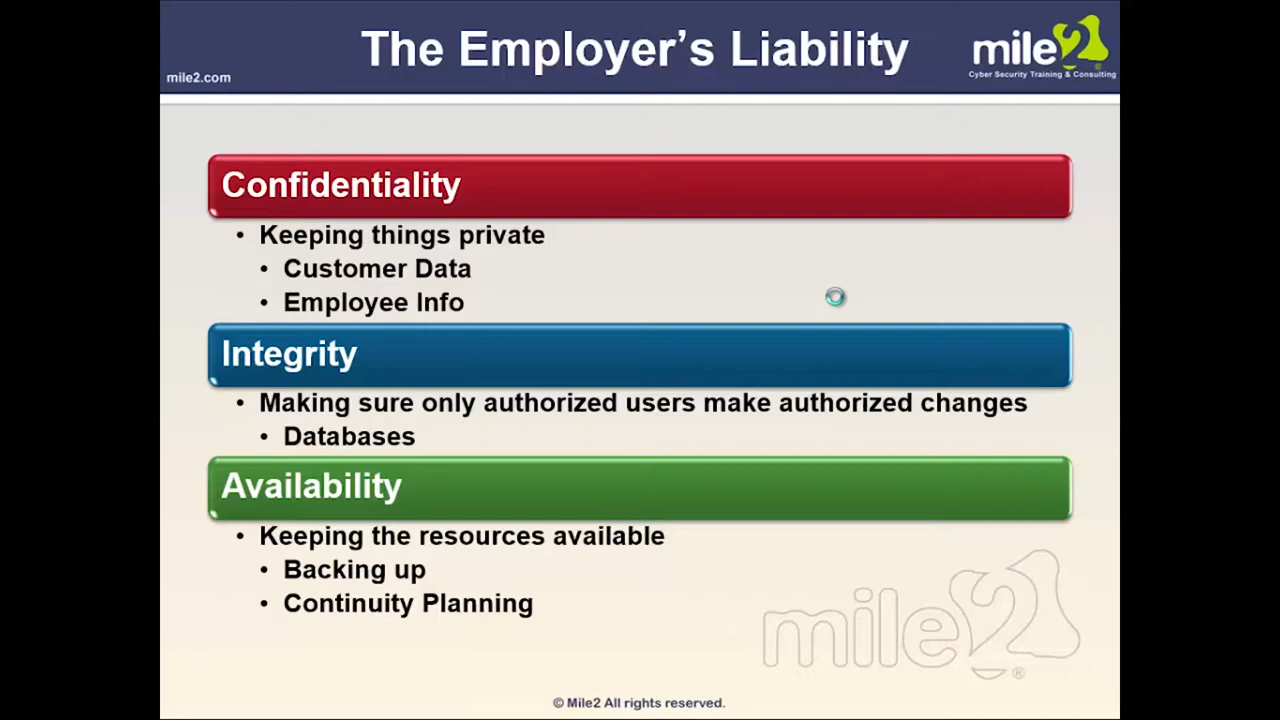 The Employer's Liability
mile2
Cyber Security Training & Consulting
mile2.com
Confidentiality
• Keeping things private
• Customer Data
• Employee Info
Integrity
• Making sure only authorized users make authorized changes
• Databases
Availability
• Keeping the resources available
• Backing up
• Continuity Planning
mile2®
© Mile2 All rights reserved.